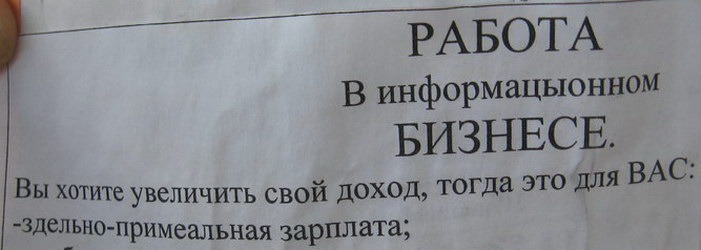 РАБОТА
В информацыонном
БИЗНЕСЕ.
Вы хотите увеличить свой доход, тогда это для ВАС:
-здельно-примеальная зарплата;